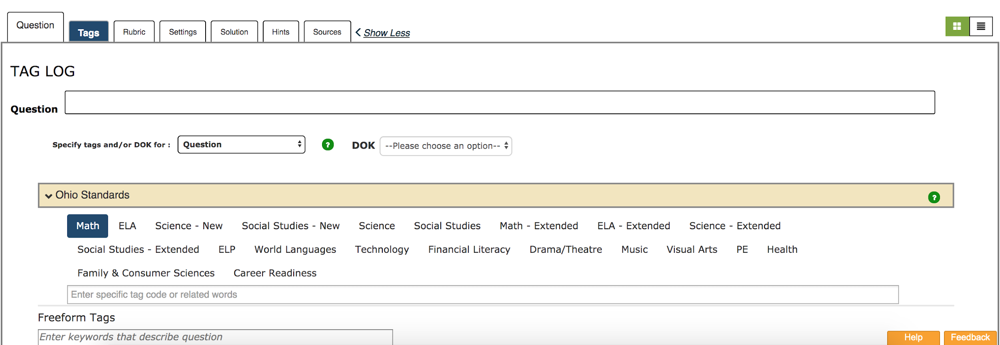 Question Tags Rubric Settings Solution Hints Sources Show Less
TAG LOG
Question
Specify tags and/or DOK for : Question ? DOK --Please choose an option--
Ohio Standards ?
Math ELA Science - New Social Studies - New Science Social Studies Math - Extended ELA - Extended Science - Extended
Social Studies - Extended ELP World Languages Technology Financial Literacy Drama/Theatre Music Visual Arts PE Health
Family & Consumer Sciences Career Readiness
Enter specific tag code or related words
Freeform Tags
Enter keywords that describe question
Help Feedback